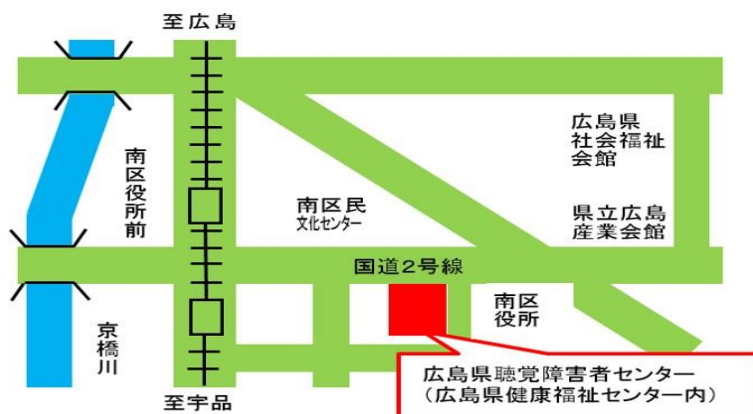 至広島
広島県
社会福祉
会館
南区役所前
南区民
文化センター
県立広島
産業会館
国道2号線
南区
役所
京橋川
広島県聴覚障害者センター
(広島県健康福祉センター内)
至宇品